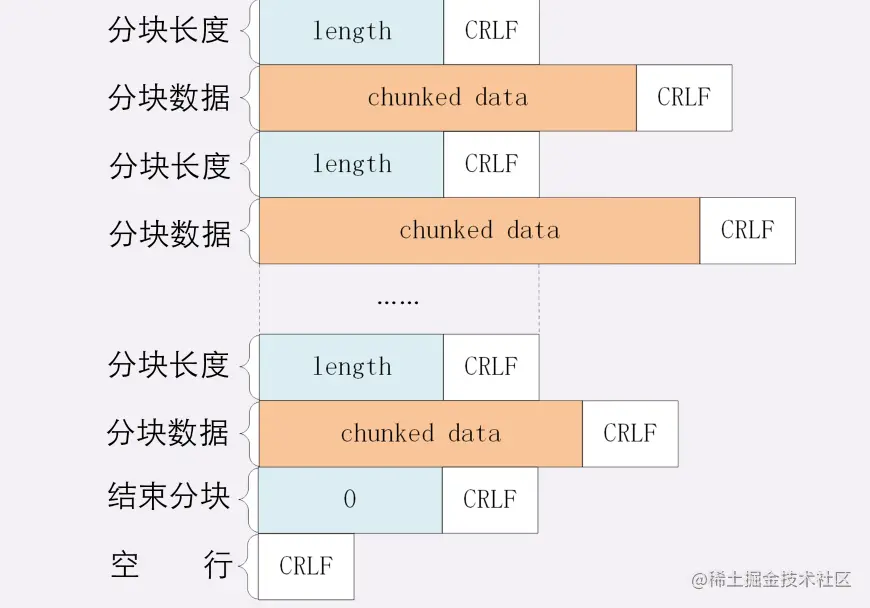 分块长度 length CRLF
分块数据 chunked data CRLF
分块长度 length CRLF
分块数据 chunked data CRLF
......
分块长度 length CRLF
分块数据 chunked data CRLF
结束分块 0 CRLF
空 行 CRLF
@稀土掘金技术社区